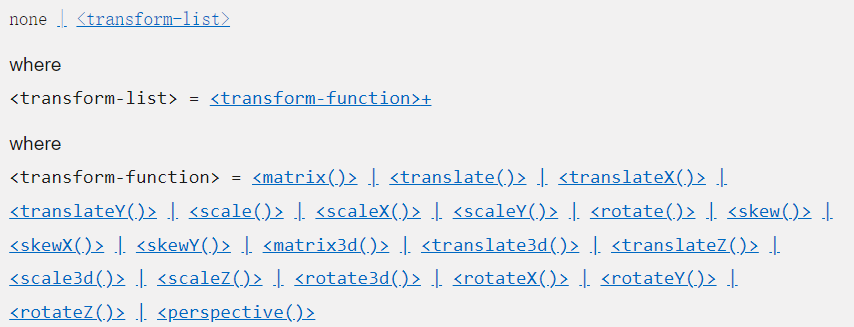 none | <transform-list>
where
<transform-list> = <transform-function>+
where
<transform-function> = <matrix()> | <translate()> | <translateX()> |
<translateY()> | <scale()> | <scaleX()> | <scaleY()> | <rotate()> | <skew()> |
<skewX()> | <skewY()> | <matrix3d()> | <translate3d()> | <translateZ()> |
<scale3d()> | <scaleZ()> | <rotate3d()> | <rotateX()> | <rotateY()> |
<rotateZ()> | <perspective()>